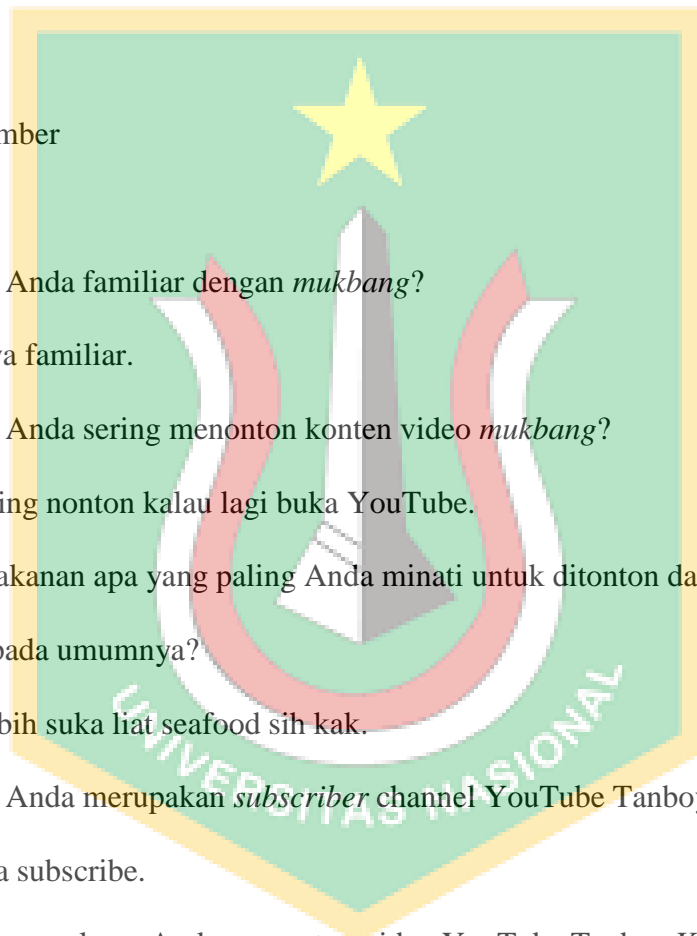 mber
Anda familiar dengan mukbang?
a familiar.
Anda sering menonton konten video mukbang?
ing nonton kalau lagi buka YouTube.
akanan apa yang paling Anda minati untuk ditonton da
pada umumnya?
bih suka liat seafood sih kak.
Anda merupakan subscriber channel YouTube Tanbo
a subscribe.
UNIVERSITAS NASIONAL